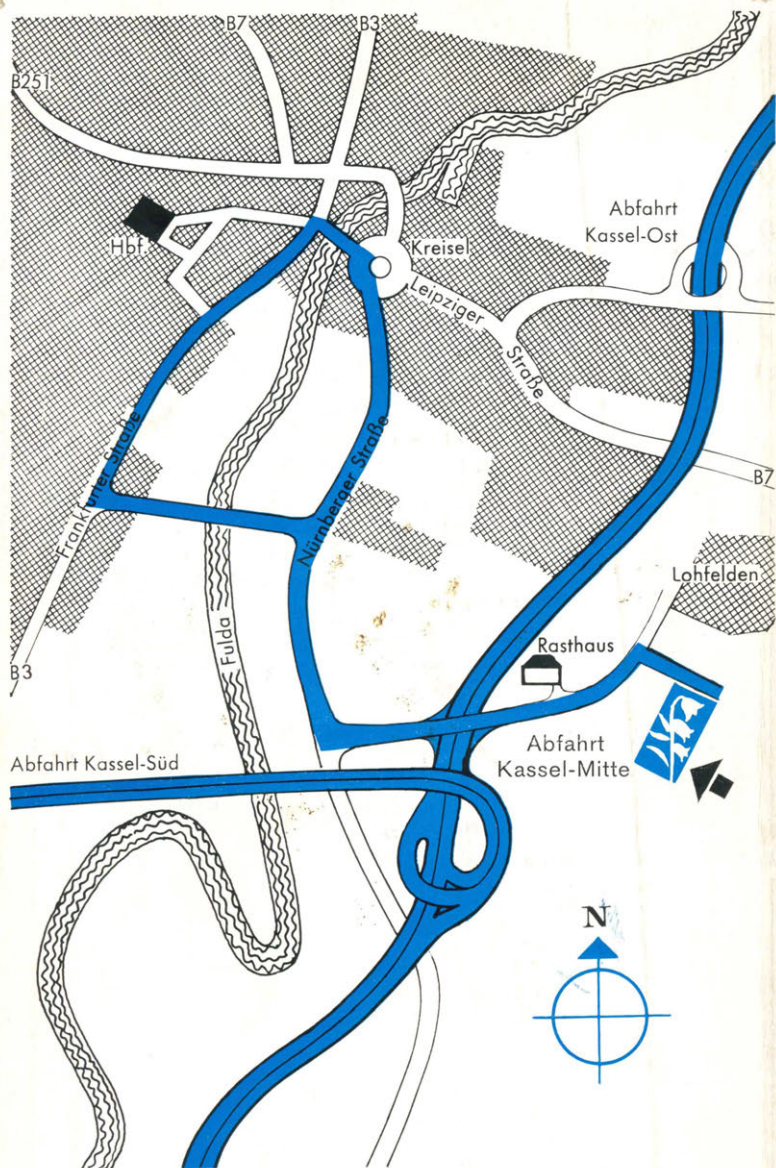 B7
B3
B251
Abfahrt
Kassel-Ost
Hbf.
Kreisel
Leipziger
Straße
Frankfurter Straße
Nürnberger Straße
B7
Lohfelden
Fulda
Rasthaus
B3
Abfahrt
Kassel-Mitte
Abfahrt Kassel-Süd
N